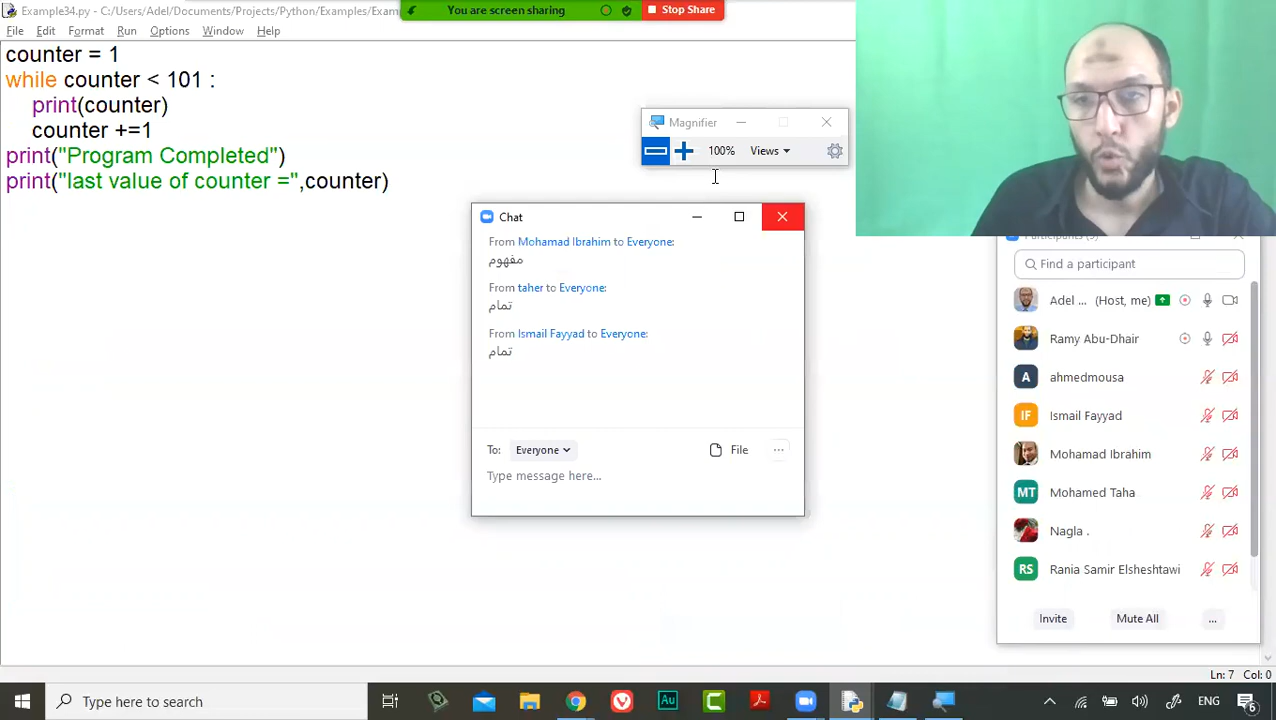 Example34.py - C:/Users/Adel/Documents/Projects/Python/Examples/Exam
You are screen sharing
Stop Share
File Edit Format Run Options Window Help
counter = 1
while counter < 101 :
print(counter)
counter +=1
print("Program Completed")
print("last value of counter =",counter)
Magnifier
100% Views
Chat
From Mohamad Ibrahim to Everyone:
مفهوم
From taher to Everyone:
تمام
From Ismail Fayyad to Everyone:
تمام
To: Everyone File ...
Type message here...
Find a participant
Adel ... (Host, me)
Ramy Abu-Dhair
A ahmedmousa
IF Ismail Fayyad
Mohamad Ibrahim
MT Mohamed Taha
Nagla .
RS Rania Samir Elsheshtawi
Invite Mute All ...
Ln: 7 Col: 0
Type here to search
Au
ENG
6